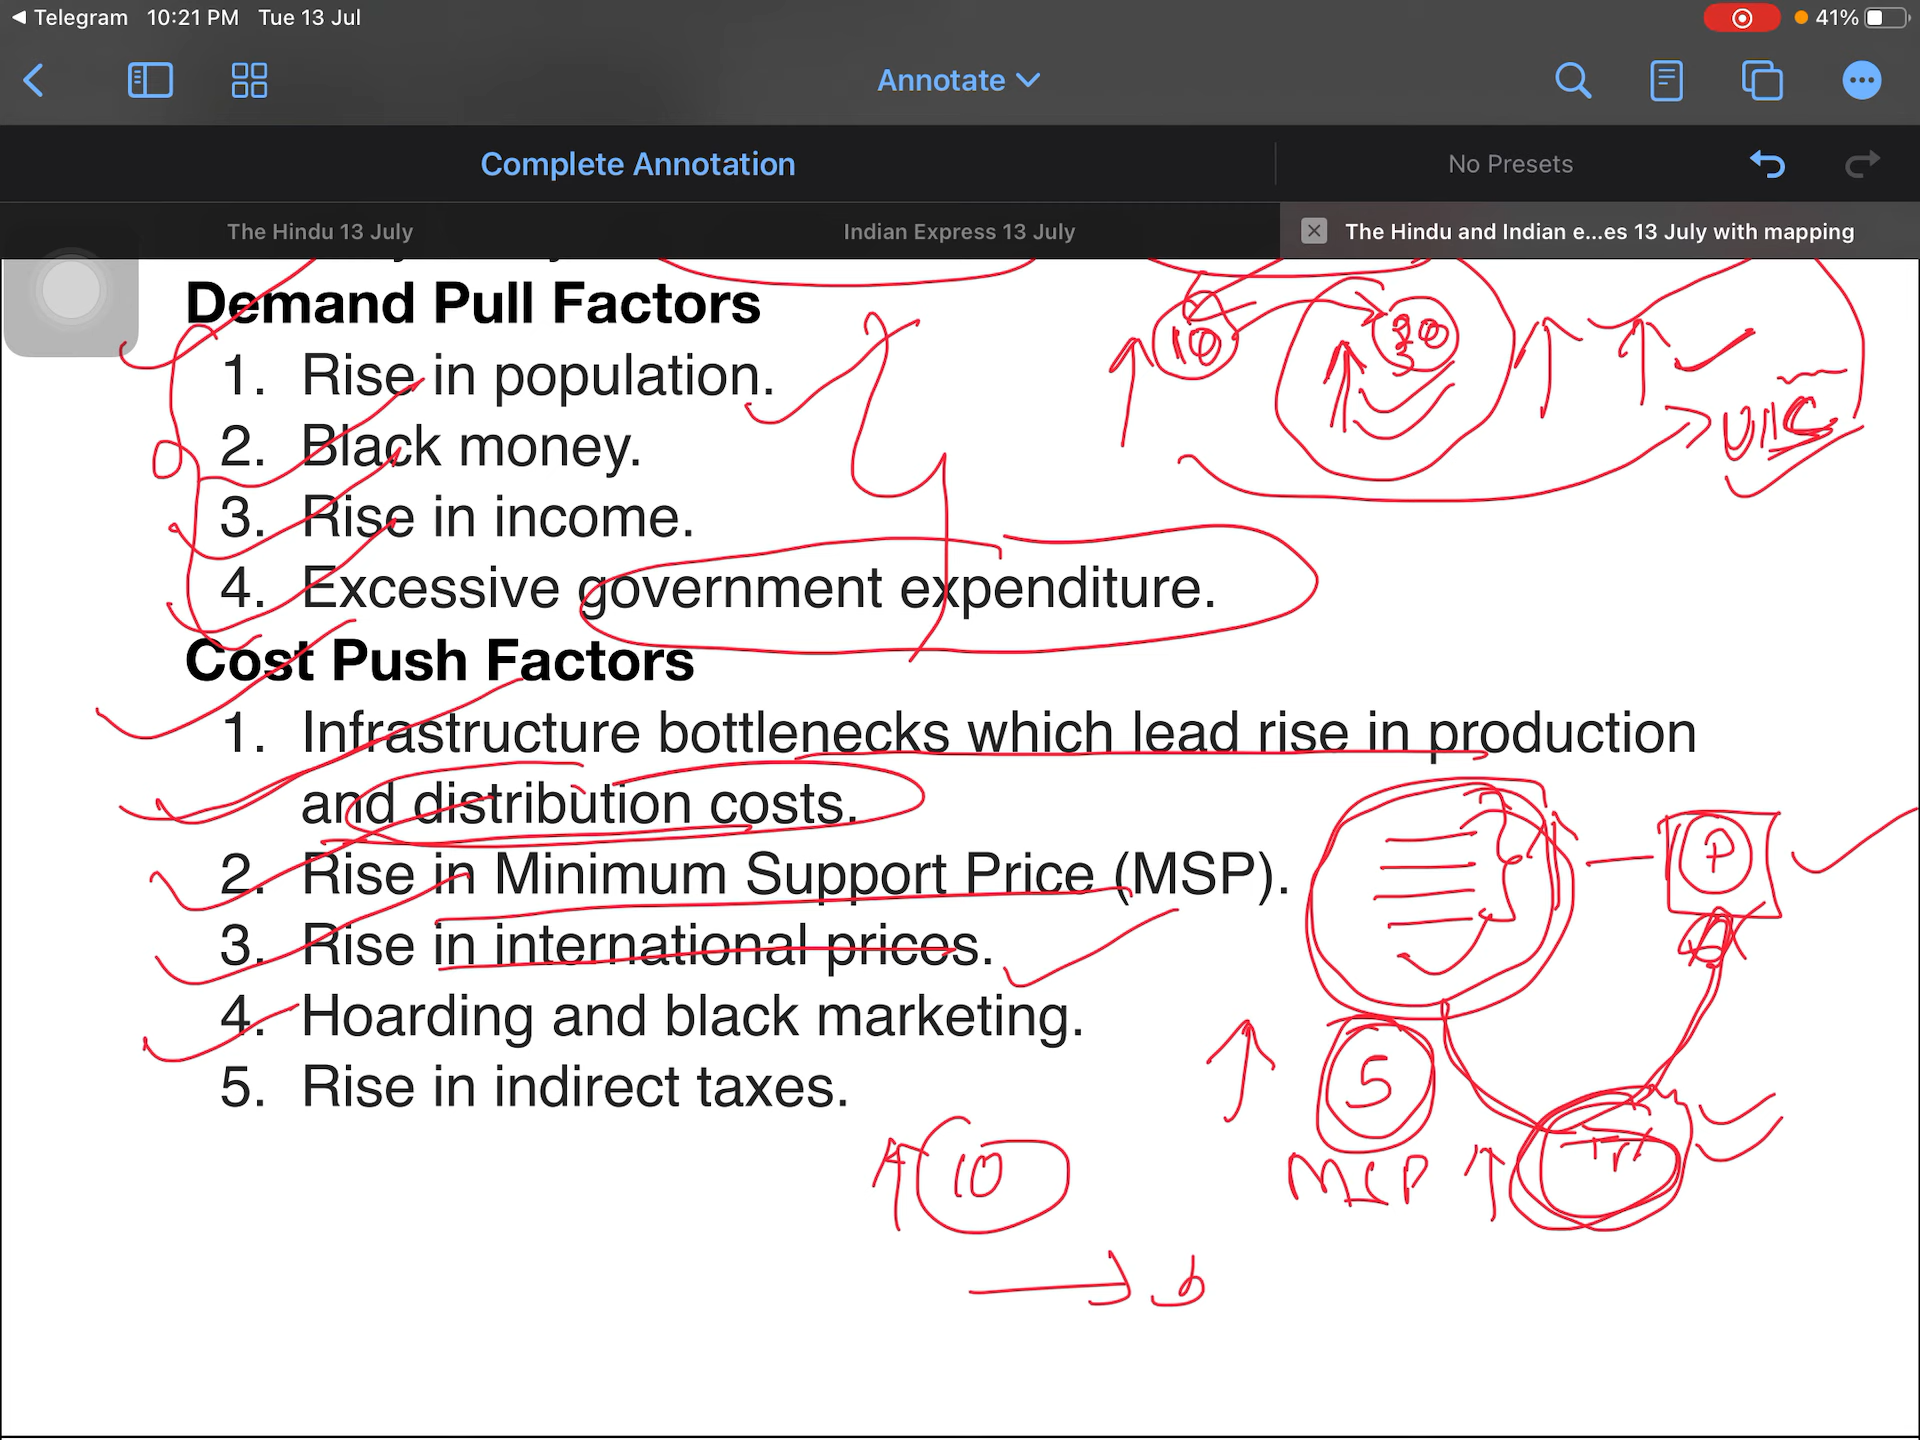 Telegram 10:21 PM Tue 13 Jul 41%
Annotate
Complete Annotation No Presets
The Hindu 13 July Indian Express 13 July The Hindu and Indian e...es 13 July with mapping
Demand Pull Factors
1. Rise in population.
2. Black money.
3. Rise in income.
4. Excessive government expenditure.
Cost Push Factors
1. Infrastructure bottlenecks which lead rise in production
and distribution costs.
2. Rise in Minimum Support Price (MSP).
3. Rise in international prices.
4. Hoarding and black marketing.
5. Rise in indirect taxes.
10
P
5
10